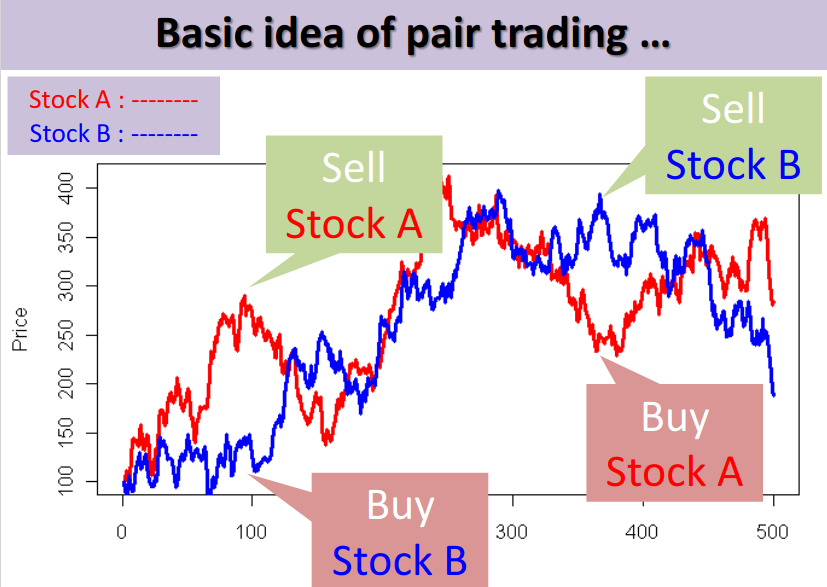 Basic idea of pair trading ...
Stock A : --------
Stock B : --------
Sell
Stock A
Sell
Stock B
Price
400
350
300
250
200
150
100
Buy
Stock A
Buy
Stock B
0
100
300
400
500